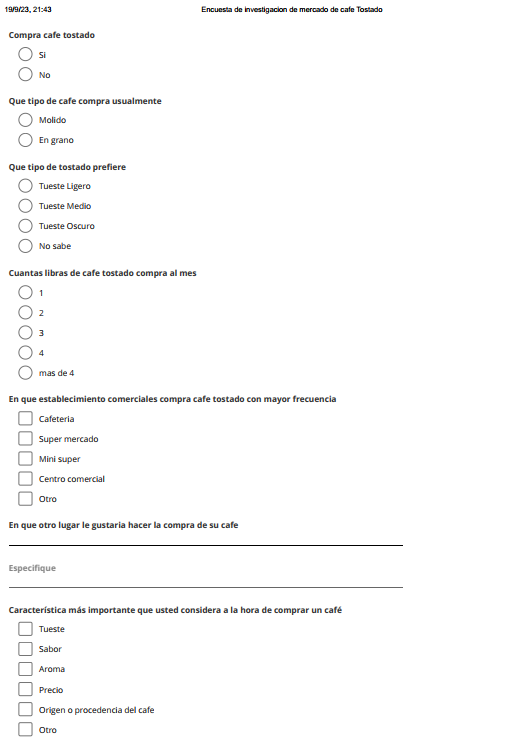 19/9/23, 21:43 Encuesta de investigacion de mercado de cafe Tostado
Compra cafe tostado
Si
No
Que tipo de cafe compra usualmente
Molido
En grano
Que tipo de tostado prefiere
Tueste Ligero
Tueste Medio
Tueste Oscuro
No sabe
Cuantas libras de cafe tostado compra al mes
1
2
3
4
mas de 4
En que establecimiento comerciales compra cafe tostado con mayor frecuencia
Cafeteria
Super mercado
Mini super
Centro comercial
Otro
En que otro lugar le gustaria hacer la compra de su cafe
Especifique
Característica más importante que usted considera a la hora de comprar un café
Tueste
Sabor
Aroma
Precio
Origen o procedencia del cafe
Otro